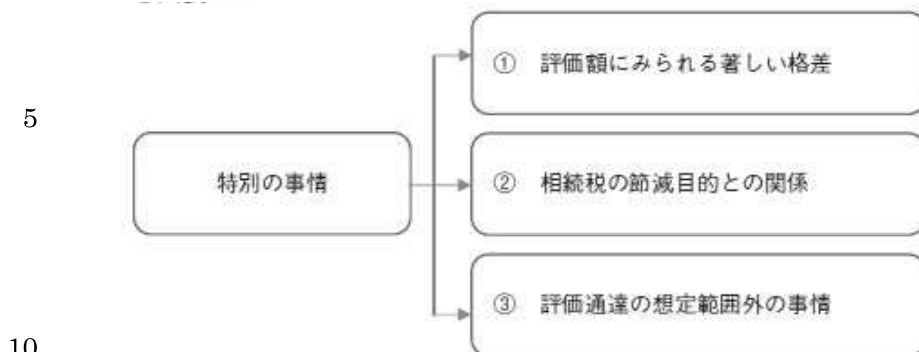 ① 評価額にみられる著しい格差
5
特別の事情
② 相続税の節減目的との関係
③ 評価通達の想定範囲外の事情
10